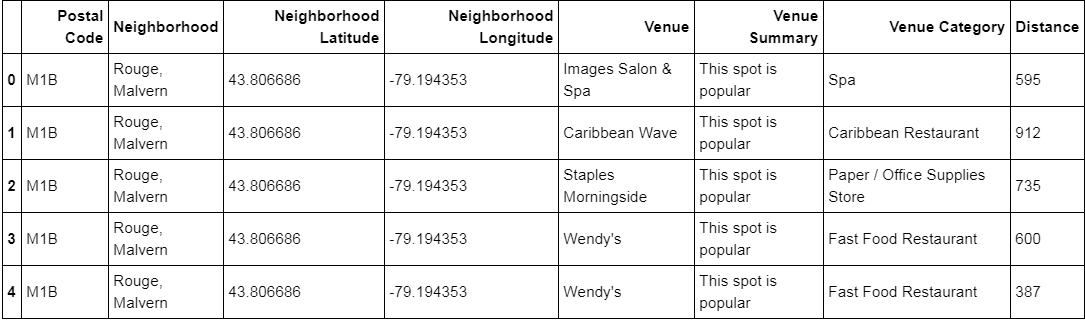 Postal Code Neighborhood Neighborhood Latitude Neighborhood Longitude Venue Venue Summary Venue Category Distance
0 M1B Rouge, Malvern 43.806686 -79.194353 Images Salon & Spa This spot is popular Spa 595
1 M1B Rouge, Malvern 43.806686 -79.194353 Caribbean Wave This spot is popular Caribbean Restaurant 912
2 M1B Rouge, Malvern 43.806686 -79.194353 Staples Morningside This spot is popular Paper / Office Supplies Store 735
3 M1B Rouge, Malvern 43.806686 -79.194353 Wendy's This spot is popular Fast Food Restaurant 600
4 M1B Rouge, Malvern 43.806686 -79.194353 Wendy's This spot is popular Fast Food Restaurant 387